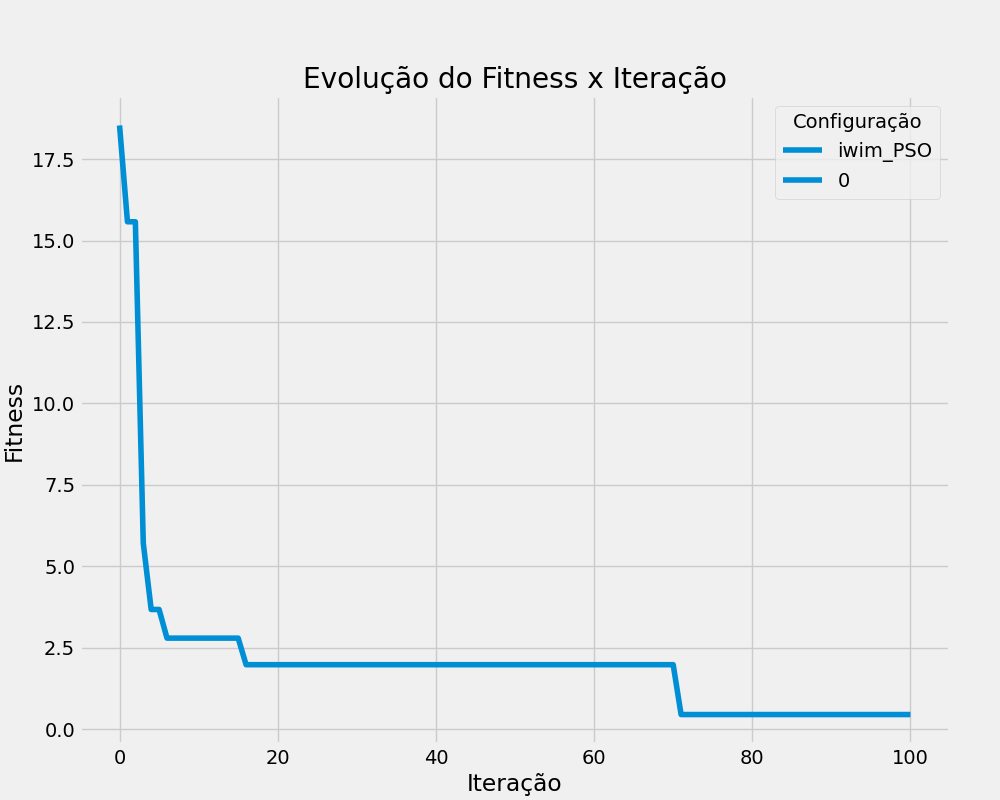 Evolução do Fitness x Iteração
Configuração
iwim_PSO
0
17.5
15.0
12.5
10.0
7.5
5.0
2.5
0.0
Fitness
0 20 40 60 80 100
Iteração